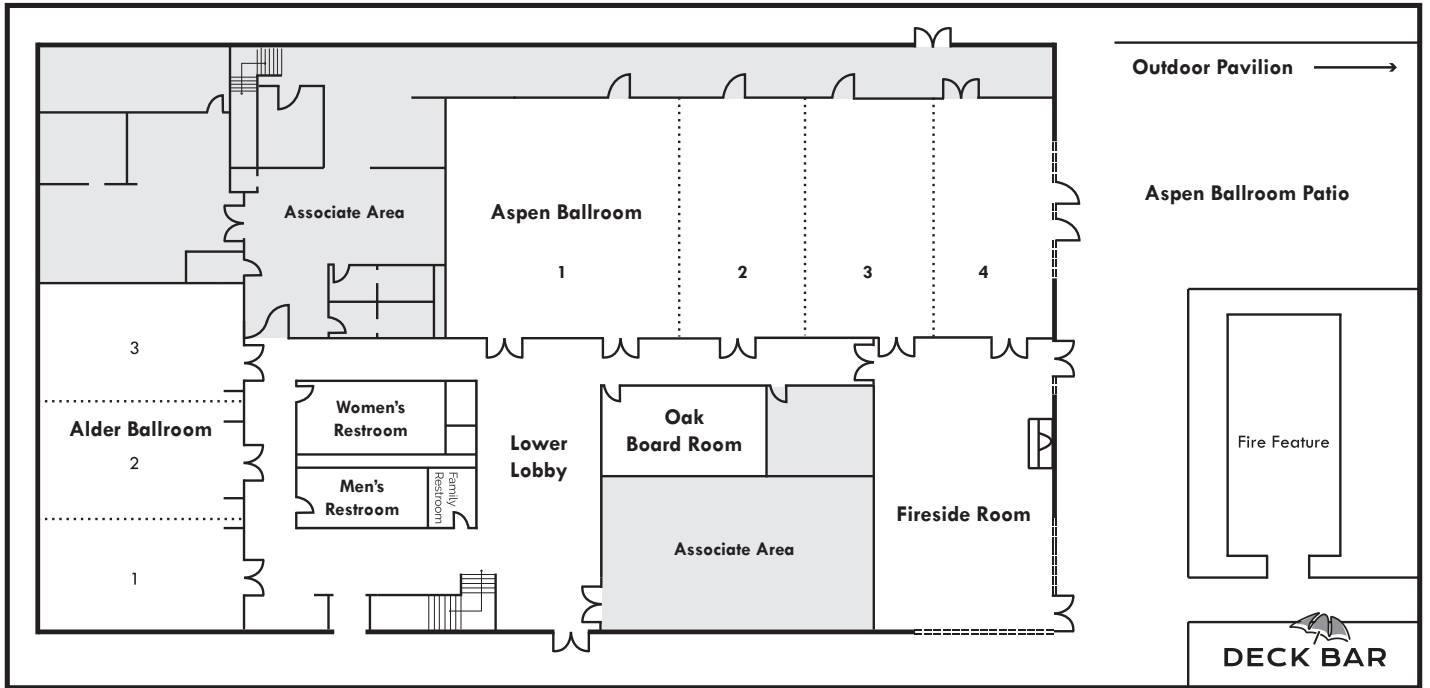 Outdoor Pavilion
Aspen Ballroom Patio
Associate Area
Aspen Ballroom
1
2
3
4
3
Alder Ballroom
2
1
Women's
Restroom
Men's
Restroom
Family
Restroom
Lower
Lobby
Oak
Board Room
Associate Area
Fireside Room
Fire Feature
DECK BAR